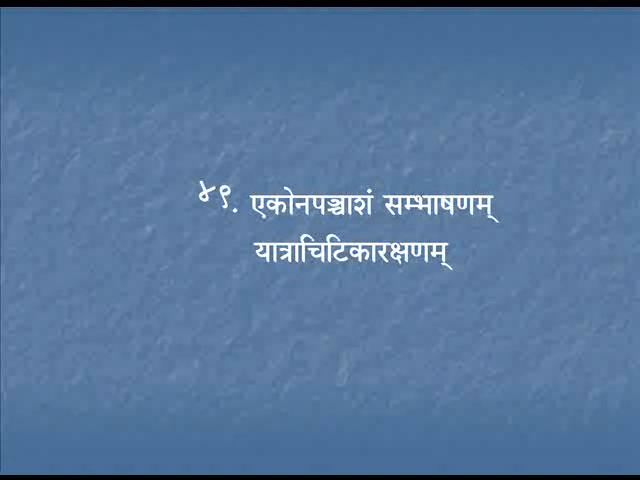 ४९. एकोनपञ्चाशं सम्भाषणम्
यात्राचिटिकारक्षणम्